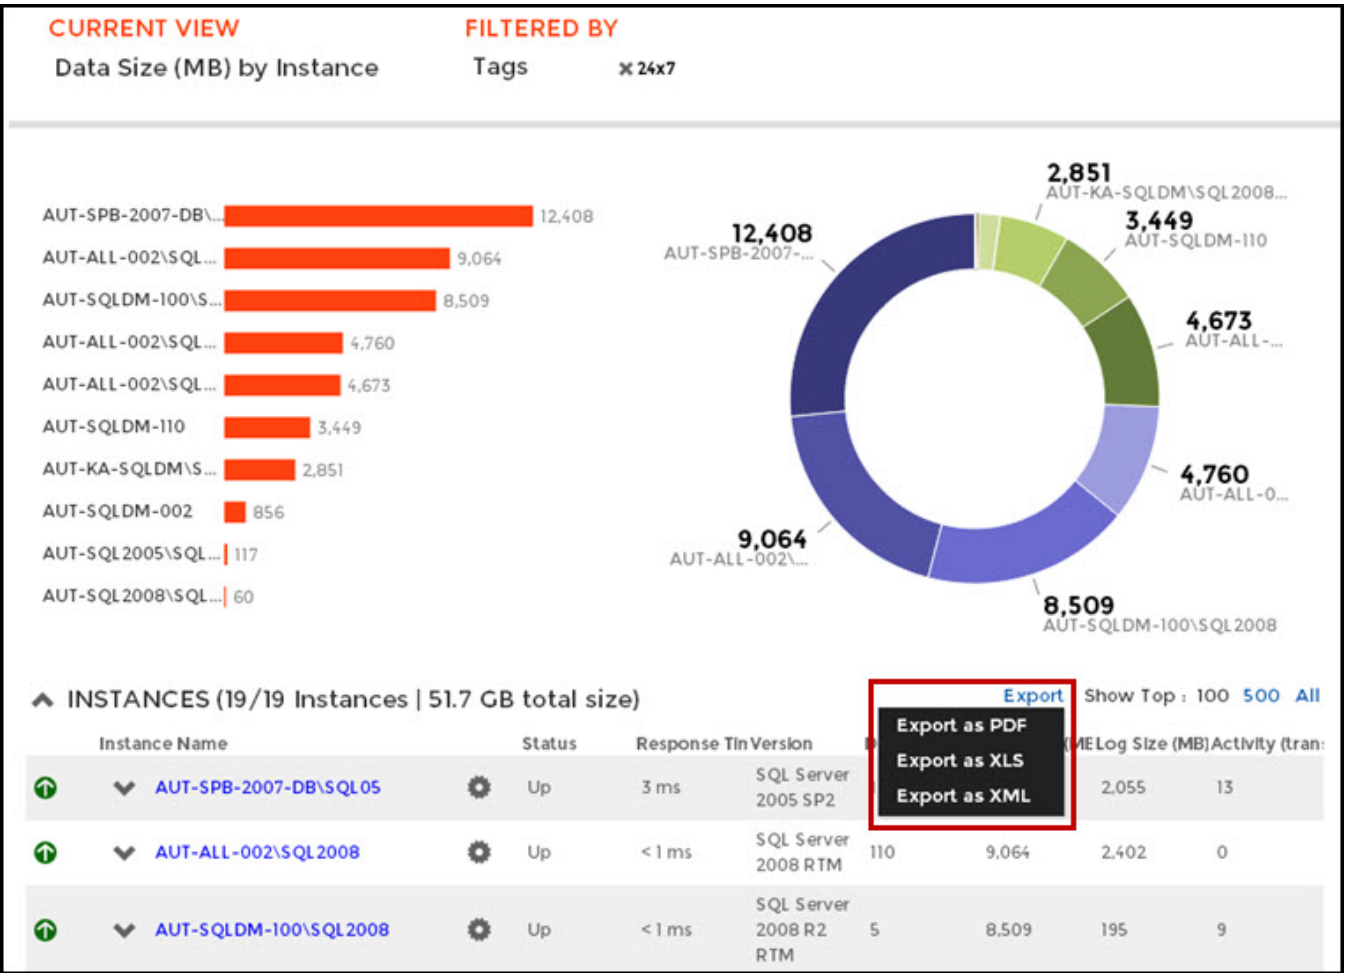 CURRENT VIEW FILTERED BY
Data Size (MB) by Instance Tags 24x7
AUT-SPB-2007-DB\... 12,408
AUT-ALL-002\SQL... 9,064
AUT-SQLDM-100\S... 8,509
AUT-ALL-002\SQL... 4,760
AUT-ALL-002\SQL... 4,673
AUT-SQLDM-110 3,449
AUT-KA-SQLDM\S... 2,851
AUT-SQLDM-002 856
AUT-SQL2005\SQL... 117
AUT-SQL2008\SQL... 60
2,851
AUT-KA-SQLDM\SQL2008...
3,449
AUT-SQLDM-110
12,408
AUT-SPB-2007-...
4,673
AUT-ALL-...
4,760
AUT-ALL-0...
9,064
AUT-ALL-002\...
8,509
AUT-SQLDM-100\SQL2008
INSTANCES (19/19 Instances | 51.7 GB total size) Export Show Top : 100 500 All
Export as PDF
Export as XLS
Export as XML
Instance Name Status Response Tin Version D (ME Log Size (MB) Activity (tran
AUT-SPB-2007-DB\SQL05 Up 3 ms SQL Server 2,055 13
2005 SP2
AUT-ALL-002\SQL2008 Up < 1 ms SQL Server 110 9,064 2,402 0
2008 RTM
AUT-SQLDM-100\SQL2008 Up < 1 ms SQL Server 5 8,509 195 9
2008 R2
RTM